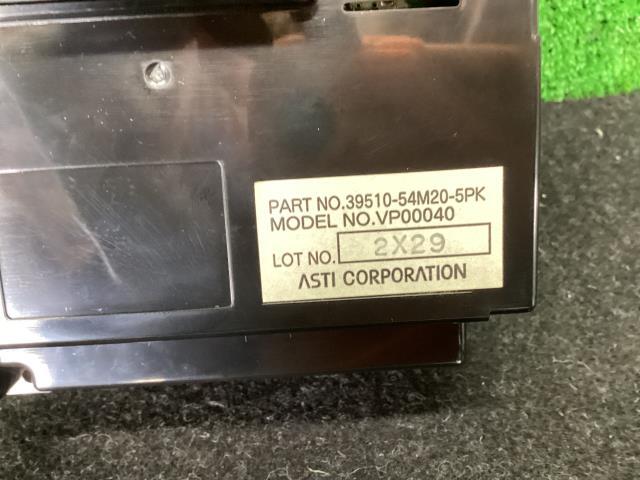 PART NO.39510-54M20-5PK
MODEL NO.VP00040
LOT NO. 2X29
ASTI CORPORATION